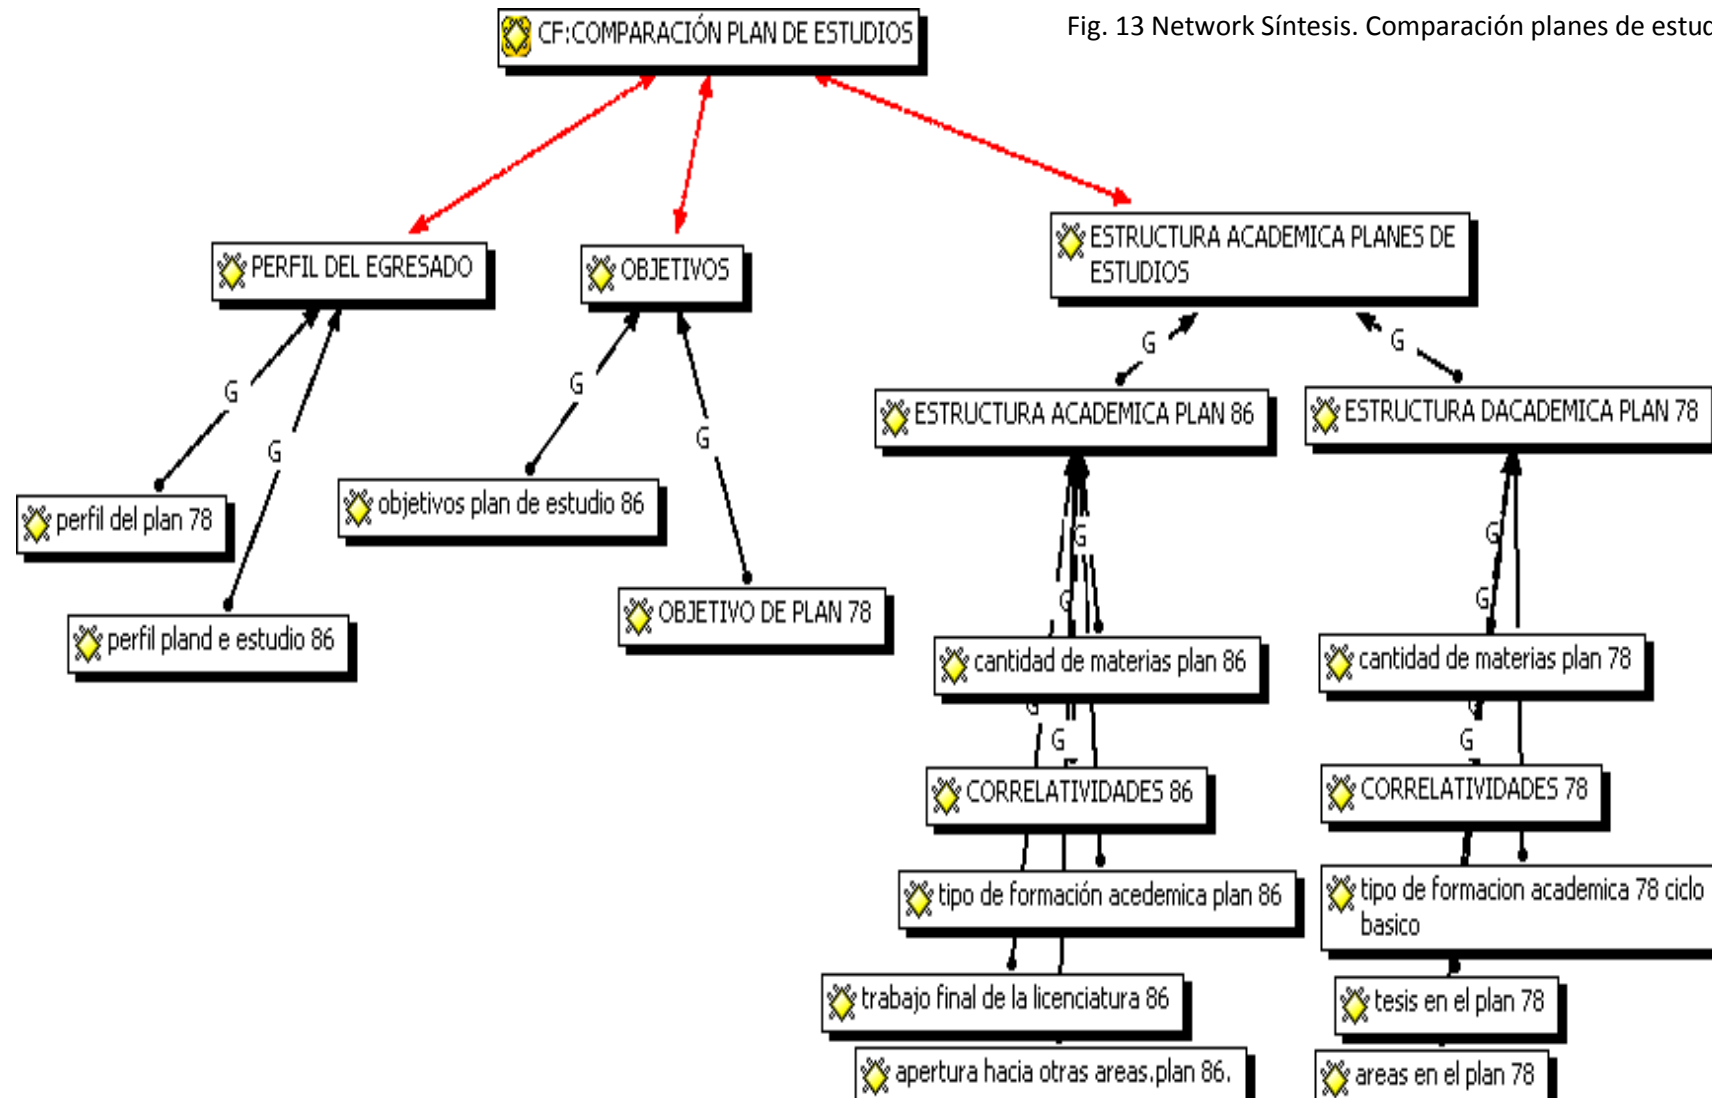 CF:COMPARACIÓN PLAN DE ESTUDIOS
Fig. 13 Network Síntesis. Comparación planes de
PERFIL DEL EGRESADO
OBJETIVOS
ESTRUCTURA ACADEMICA PLANES DE
ESTUDIOS
G
G
G
G
G
G
ESTRUCTURA ACADEMICA PLAN 86
ESTRUCTURA DACADEMICA PLAN 78
perfil del plan 78
objetivos plan de estudio 86
G
G
OBJETIVO DE PLAN 78
G
G
perfil pland e estudio 86
cantidad de materias plan 86
cantidad de materias plan 78
G
G
G
G
CORRELATIVIDADES 86
CORRELATIVIDADES 78
tipo de formación acedemica plan 86
tipo de formacion academica 78 ciclo
basico
trabajo final de la licenciatura 86
tesis en el plan 78
apertura hacia otras areas.plan 86.
areas en el plan 78